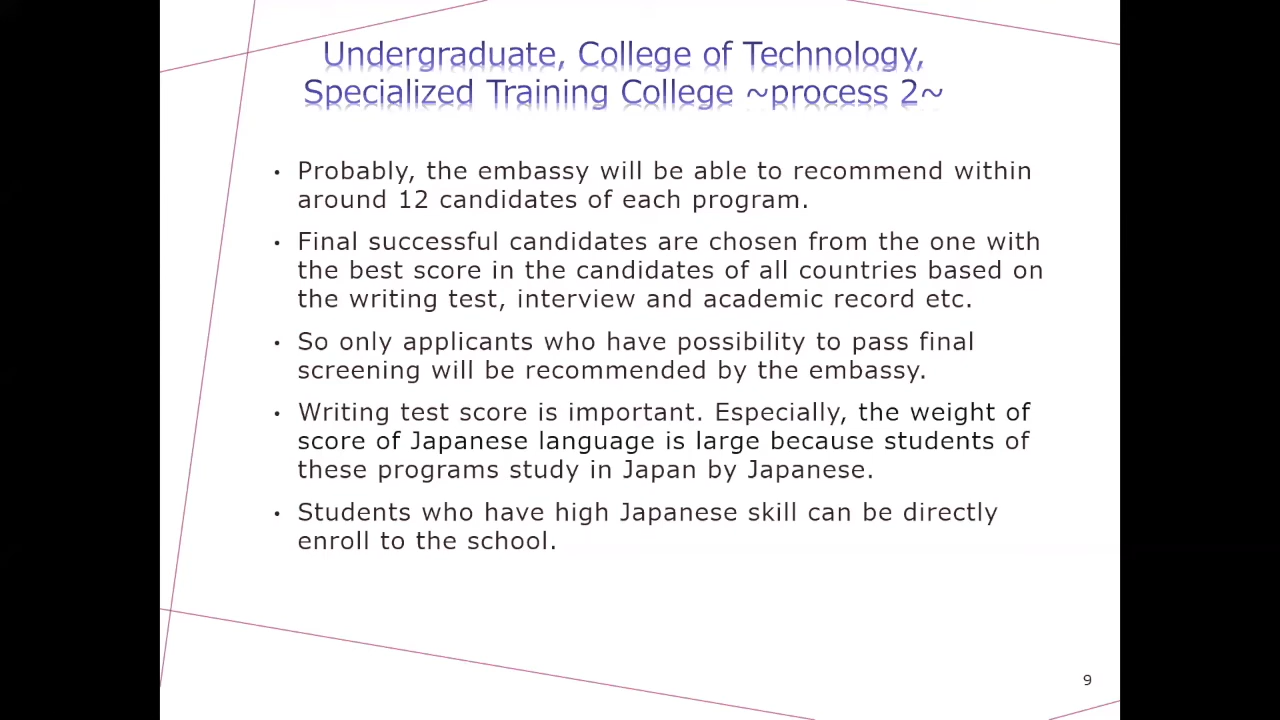 Undergraduate, College of Technology,
Specialized Training College ~process 2~
• Probably, the embassy will be able to recommend within
around 12 candidates of each program.
• Final successful candidates are chosen from the one with
the best score in the candidates of all countries based on
the writing test, interview and academic record etc.
• So only applicants who have possibility to pass final
screening will be recommended by the embassy.
• Writing test score is important. Especially, the weight of
score of Japanese language is large because students of
these programs study in Japan by Japanese.
• Students who have high Japanese skill can be directly
enroll to the school.
9